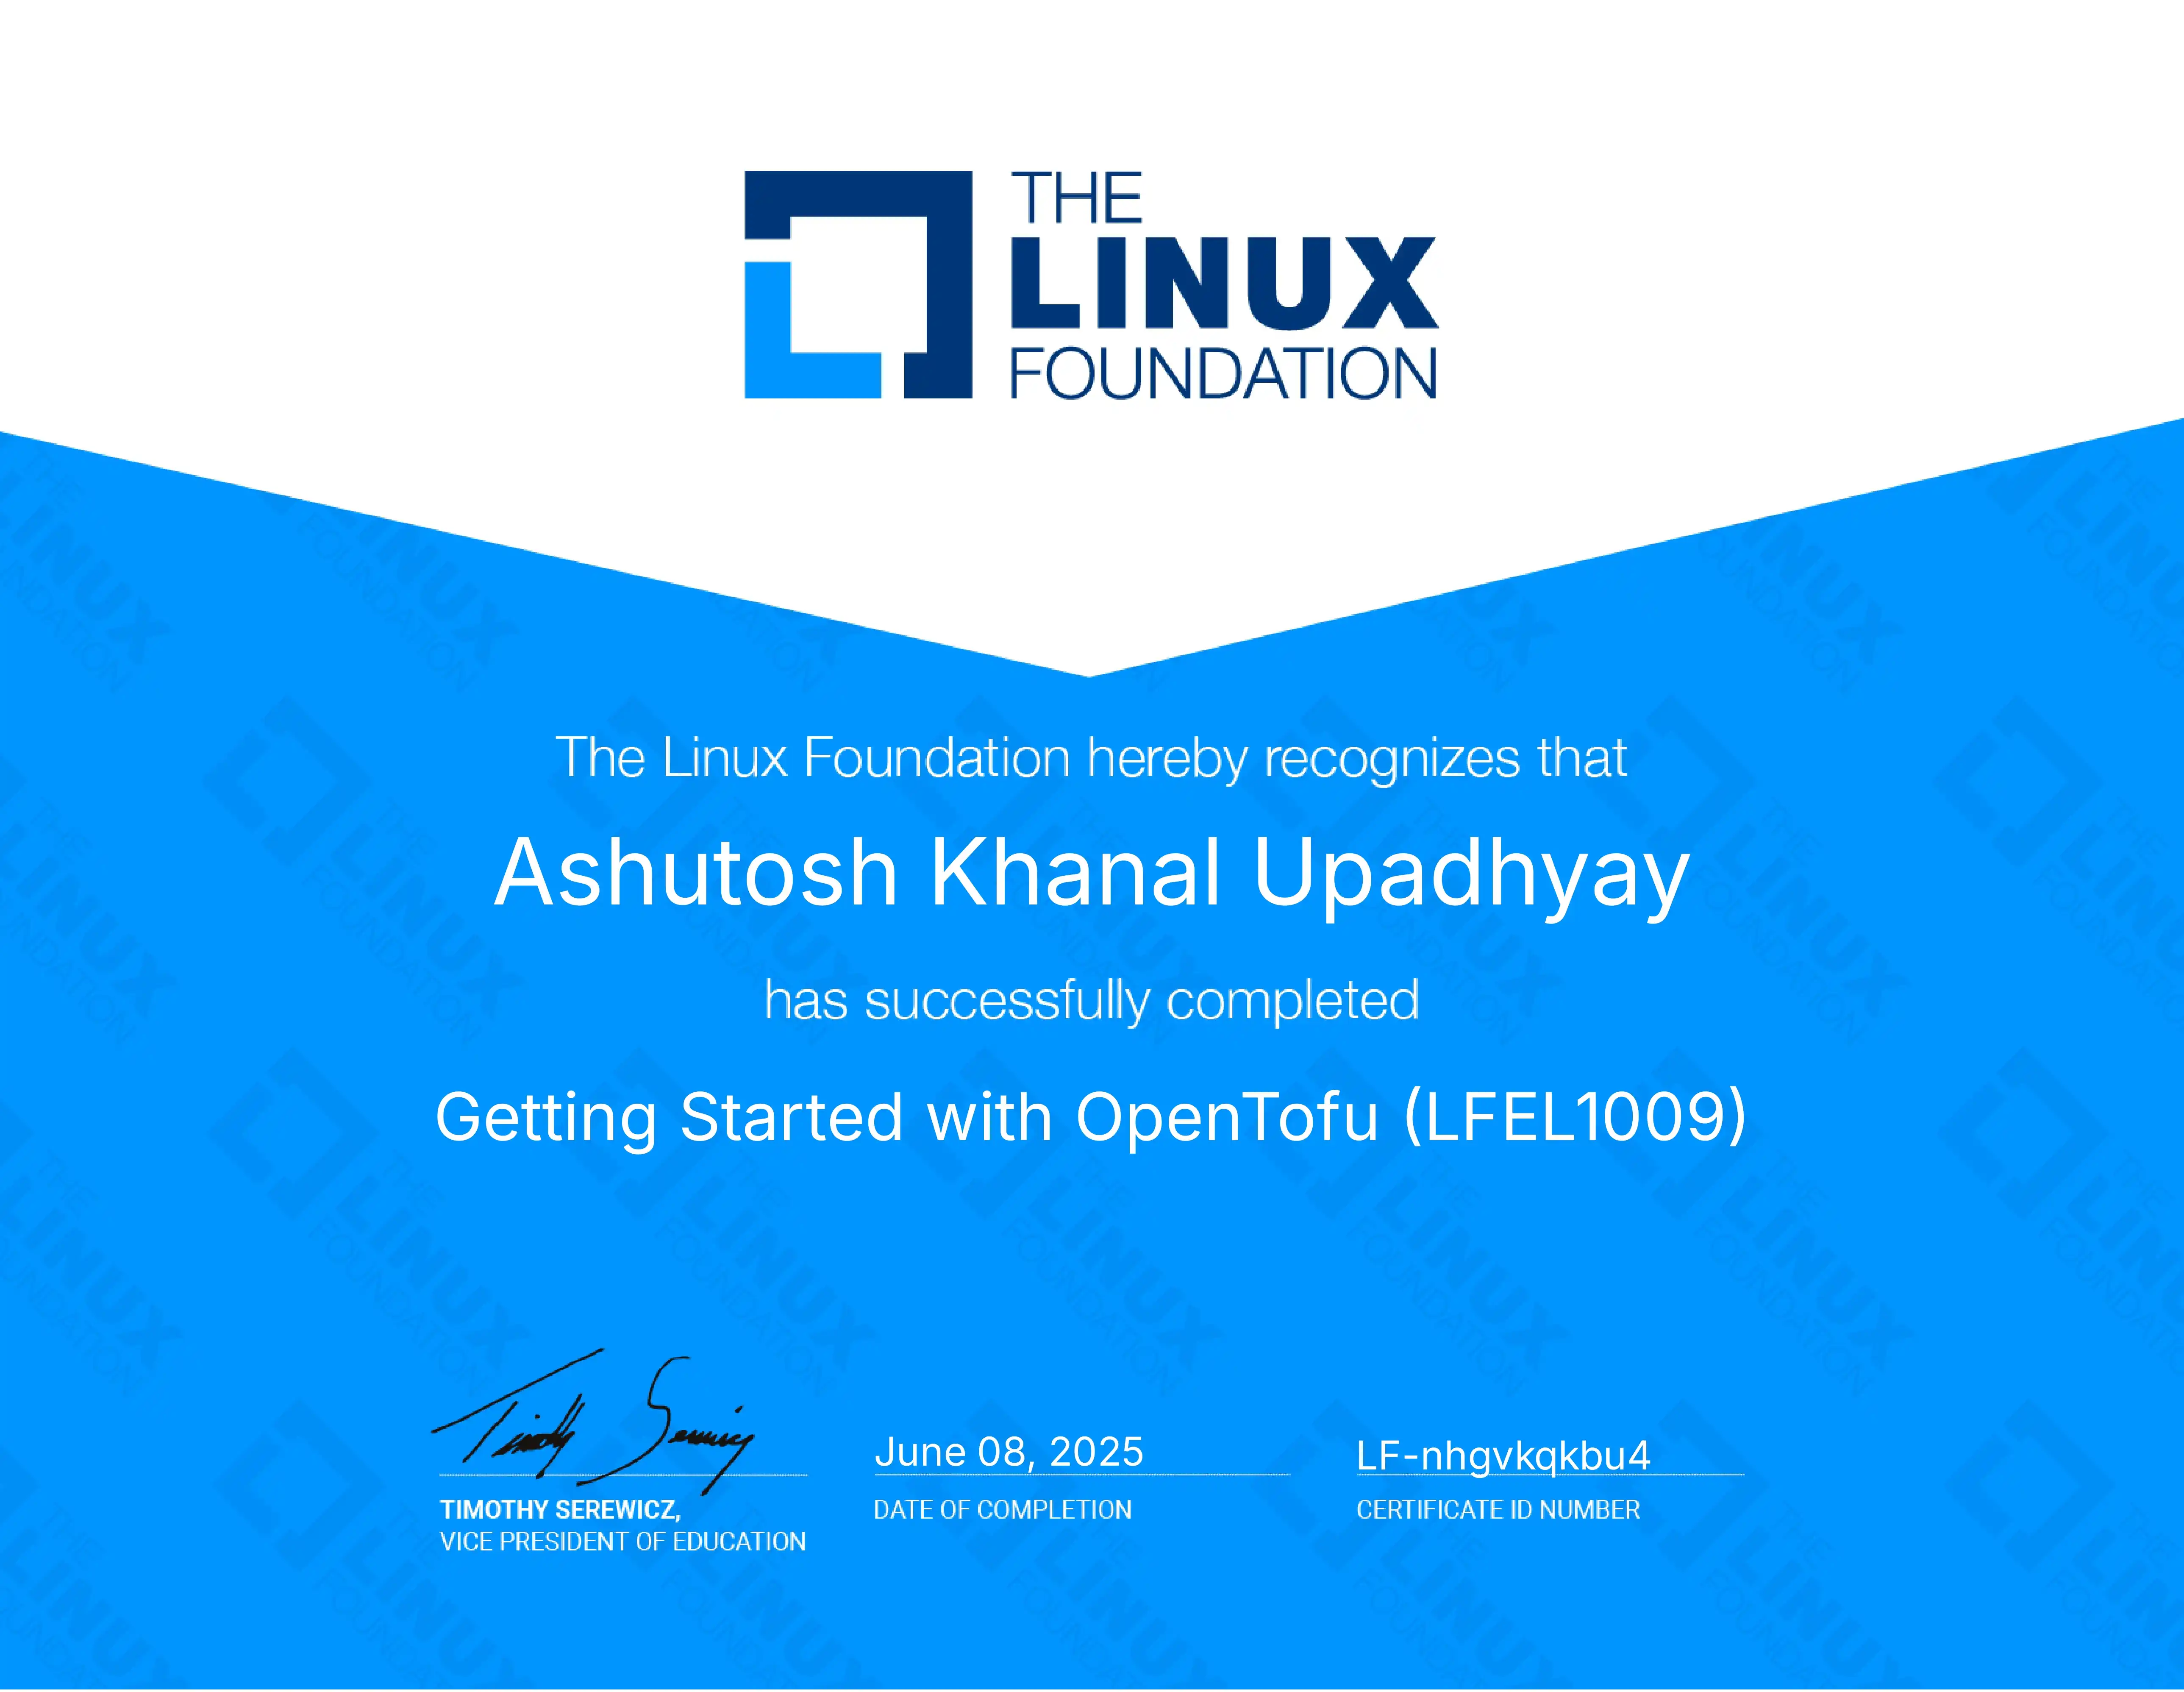 THE
LINUX
FOUNDATION
The Linux Foundation hereby recognizes that
Ashutosh Khanal Upadhyay
has successfully completed
Getting Started with OpenTofu (LFEL1009)
June 08, 2025
LF-nhgvkqkbu4
TIMOTHY SEREWICZ,
DATE OF COMPLETION
CERTIFICATE ID NUMBER
VICE PRESIDENT OF EDUCATION